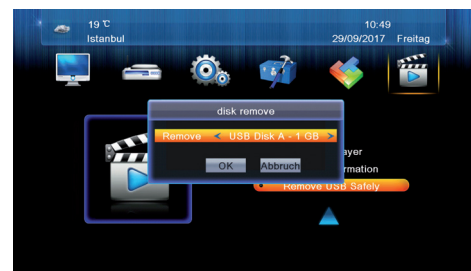 19 ℃
10:49
Istanbul
29/09/2017 Freitag
disk remove
Remove < USB Disk A - 1 GB >
OK Abbruch
ayer
rmation
Remove USB Safely